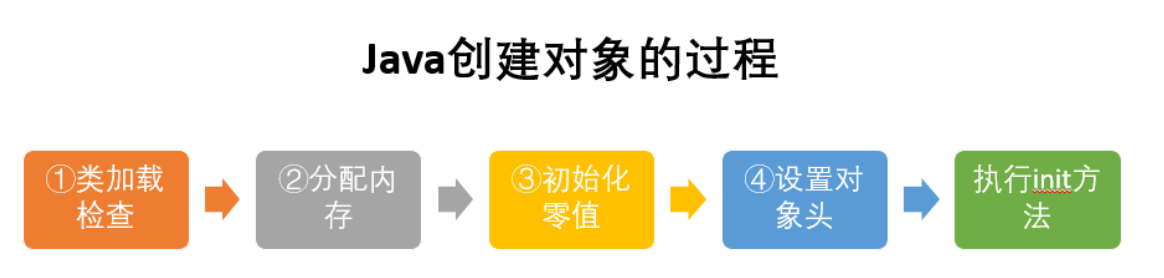 Java创建对象的过程
①类加载
检查
②分配内
存
③初始化
零值
④设置对
象头
执行init方
法